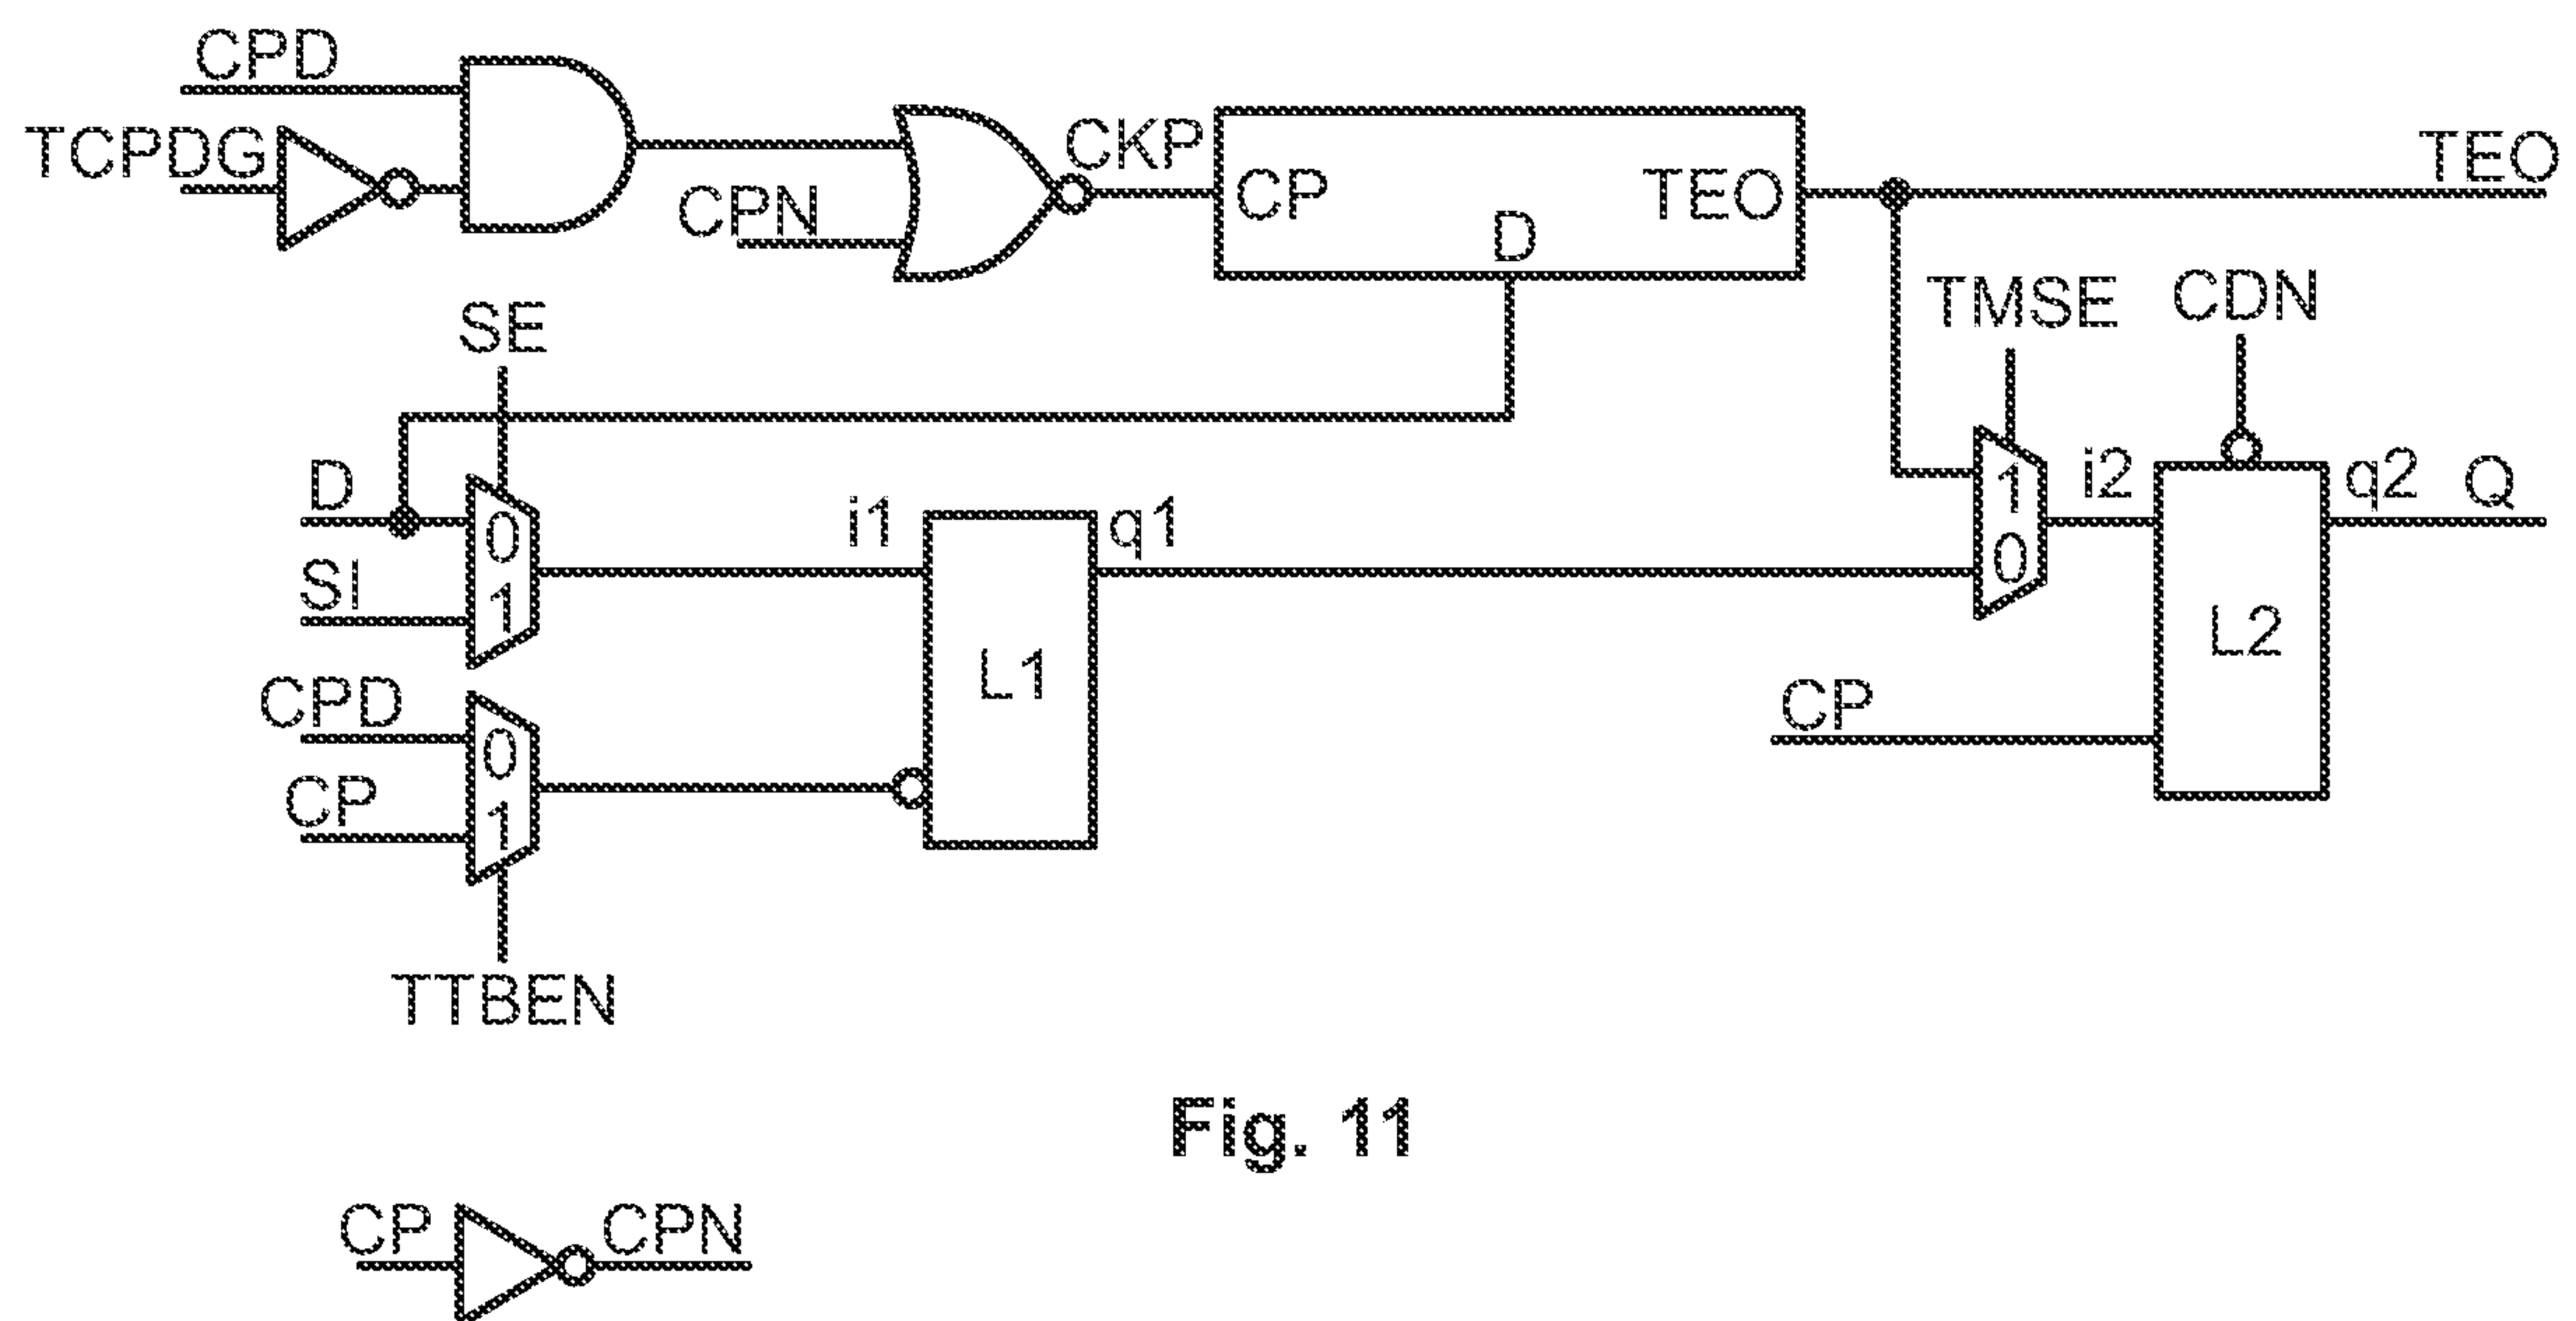 CPD
TCPDG
CPN
CKP
CP
D
TEO
TEO
SE
TMSE
CDN
D
SI
0
1
i1
q1
L1
1
0
i2
q2
Q
L2
CPD
CP
0
1
CP
TTBEN
Fig. 11
CP
CPN